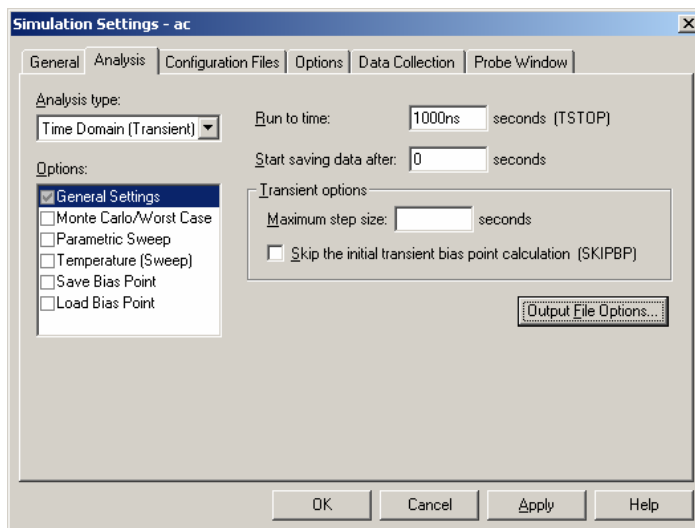 Simulation Settings - ac
General Analysis Configuration Files Options Data Collection Probe Window
Analysis type:
Time Domain (Transient)
Options:
General Settings
Monte Carlo/Worst Case
Parametric Sweep
Temperature (Sweep)
Save Bias Point
Load Bias Point
Run to time: 1000ns seconds (TSTOP)
Start saving data after: 0 seconds
Transient options
Maximum step size: seconds
Skip the initial transient bias point calculation (SKIPBP)
Output File Options...
OK Cancel Apply Help